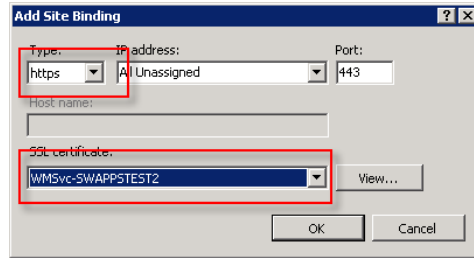 Add Site Binding
Type: IP address: Port:
https All Unassigned 443
Host name:
SSL certificate:
WMSvc-SWAPPSTEST2 View...
OK Cancel